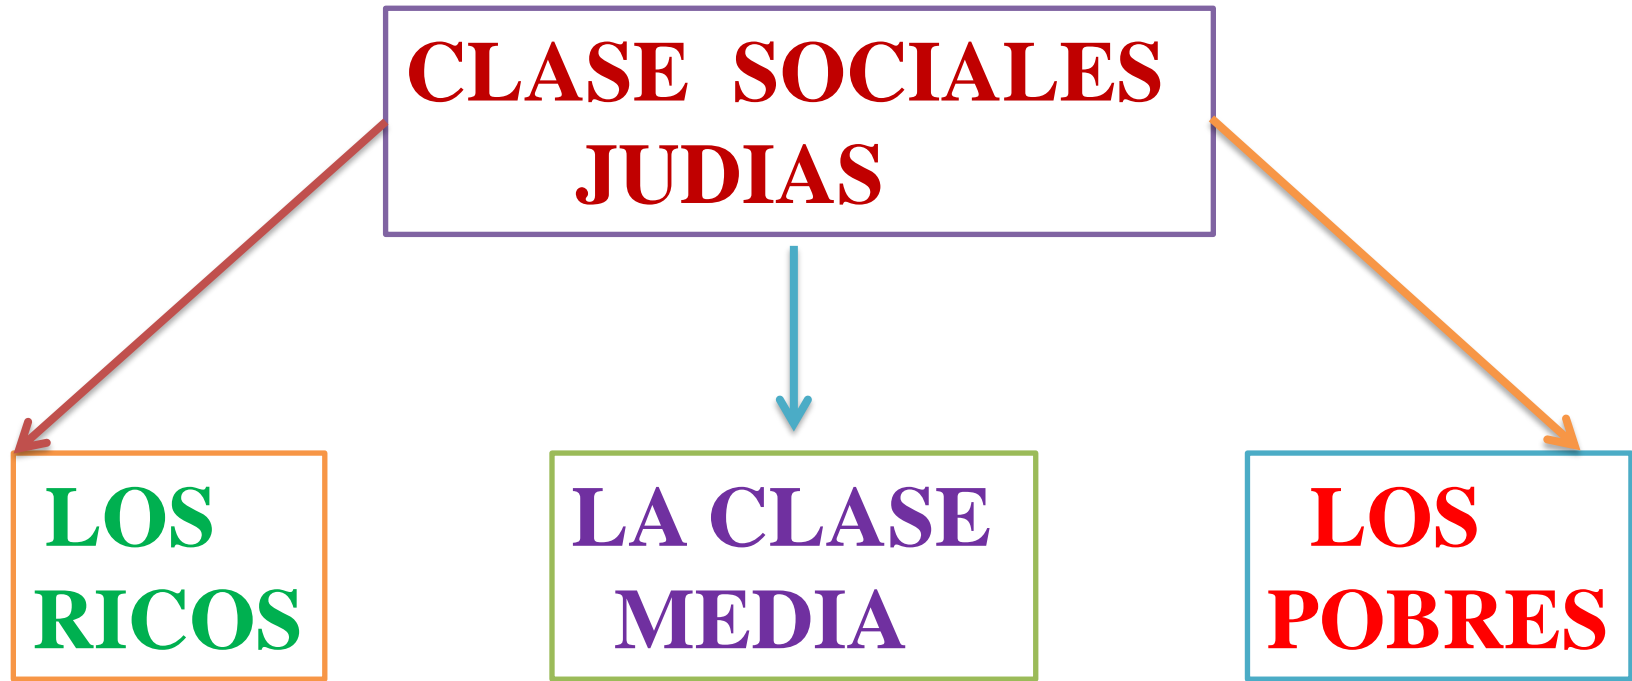 CLASE SOCIALES
JUDIAS
LOS
RICOS
LA CLASE
MEDIA
LOS
POBRES